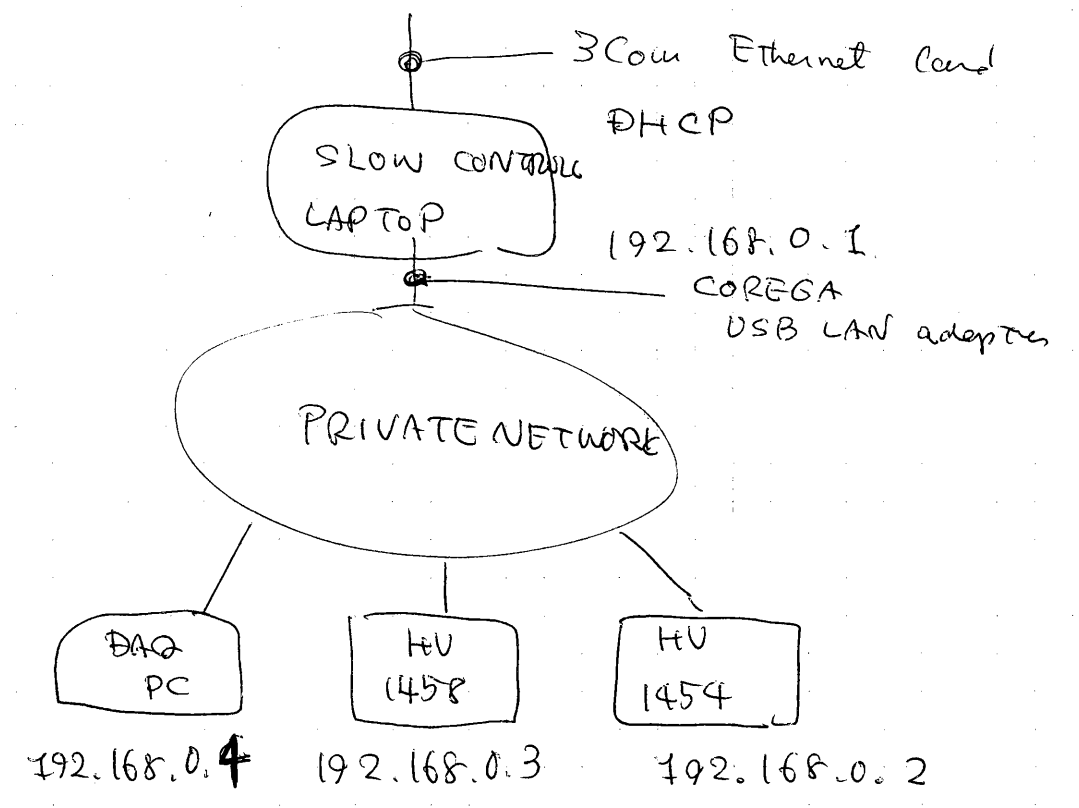 3Com Ethernet Card
DHCP
SLOW CONTROL
LAPTOP
192.168.0.1
COREGA
USB LAN adapter
PRIVATE NETWORK
DAQ
PC
HV
1458
HV
1454
192.168.0.4
192.168.0.3
192.168.0.2